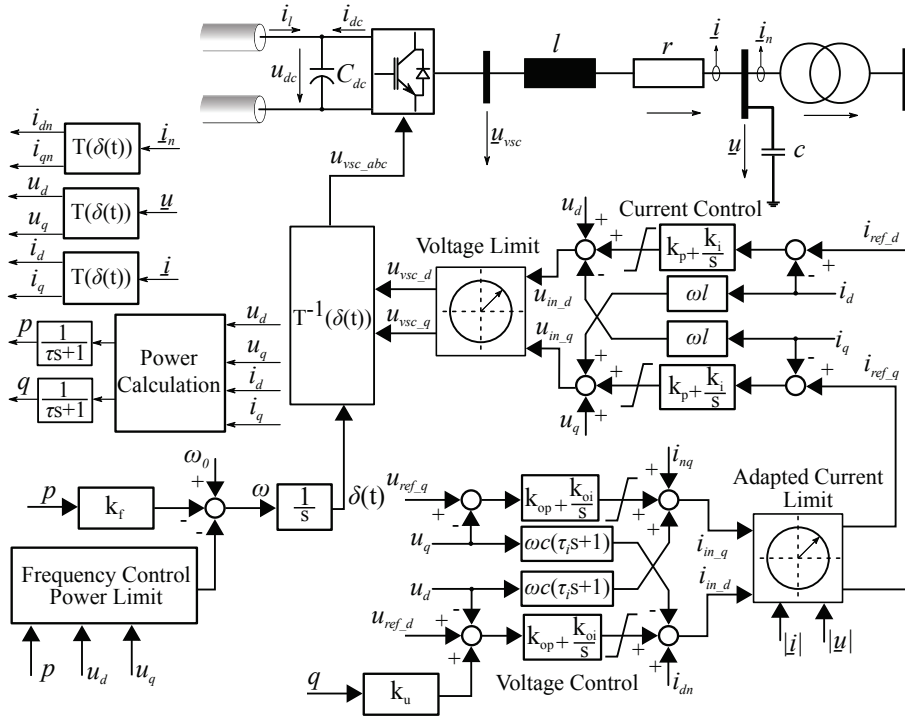 i_l
i_dc
u_dc
C_dc
l
r
i
i_n
u_vsc
u
c
i_dn
i_qn
T(δ(t))
i_n
u_d
u_q
T(δ(t))
u
i_d
i_q
T(δ(t))
i
u_vsc_abc
p
1
τs+1
q
1
τs+1
Power
Calculation
u_d
u_q
i_d
i_q
T⁻¹(δ(t))
Voltage Limit
u_vsc_d
u_vsc_q
u_in_d
u_in_q
Current Control
u_d
+
+
+
-
k_p + k_i
s
+
-
i_ref_d
ωl
i_d
ωl
i_q
+
+
+
u_q
k_p + k_i
s
-
+
i_ref_q
ω_0
+
-
-
p
k_f
ω
1
s
δ(t)
Frequency Control
Power Limit
p
u_d
u_q
u_ref_q
+
-
k_op + k_oi
s
+
+
+
i_nq
u_q
ωc(τ_i s+1)
u_d
ωc(τ_i s+1)
u_ref_d
-
+
+
k_op + k_oi
s
-
+
+
i_dn
Voltage Control
q
k_u
i_in_q
i_in_d
Adapted Current
Limit
|i|
|u|